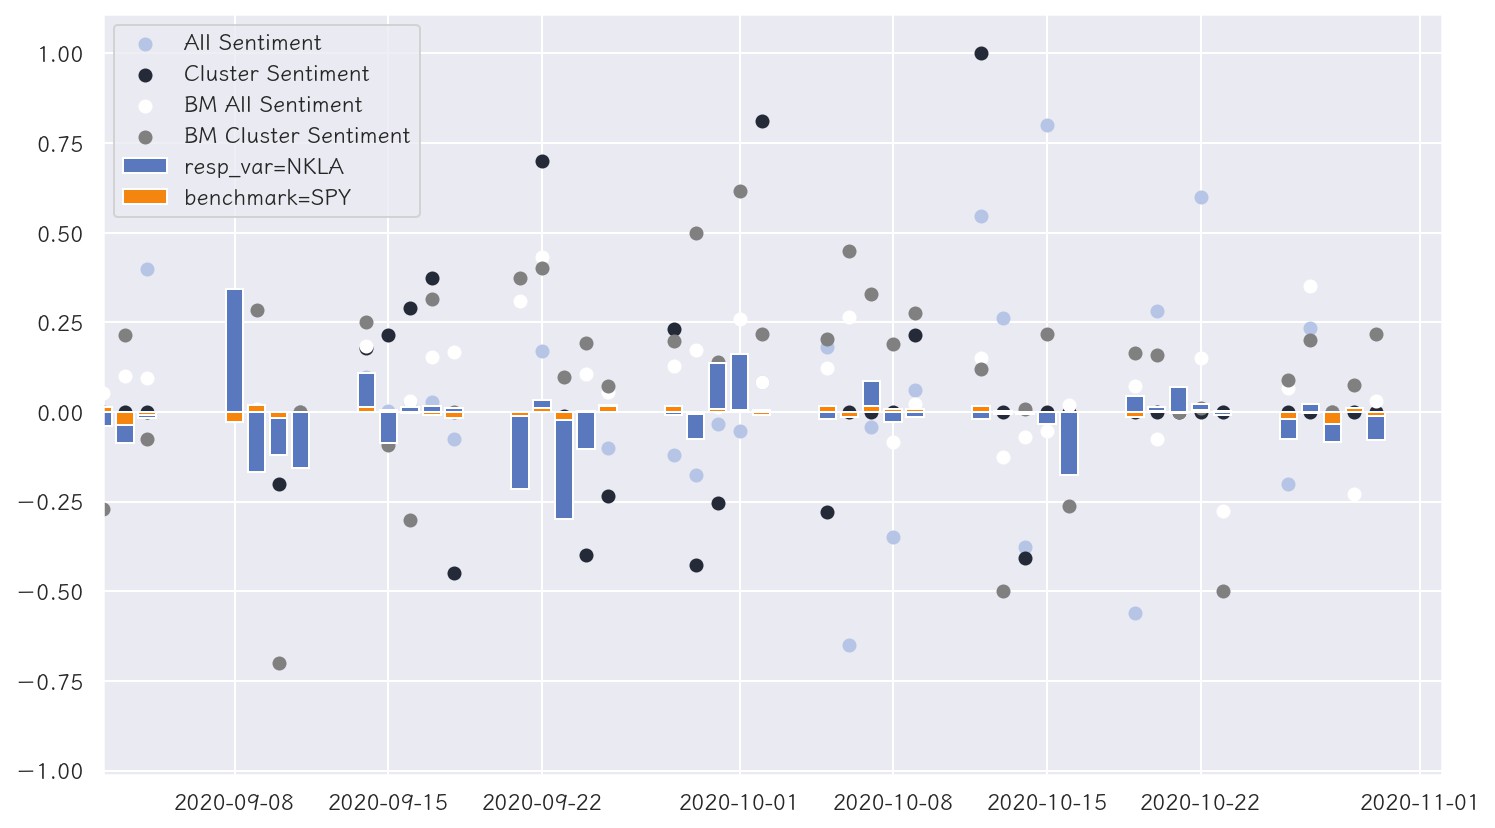 1.00
0.75
0.50
0.25
0.00
−0.25
−0.50
−0.75
−1.00
All Sentiment
Cluster Sentiment
BM All Sentiment
BM Cluster Sentiment
resp_var=NKLA
benchmark=SPY
2020-09-08
2020-09-15
2020-09-22
2020-10-01
2020-10-08
2020-10-15
2020-10-22
2020-11-01